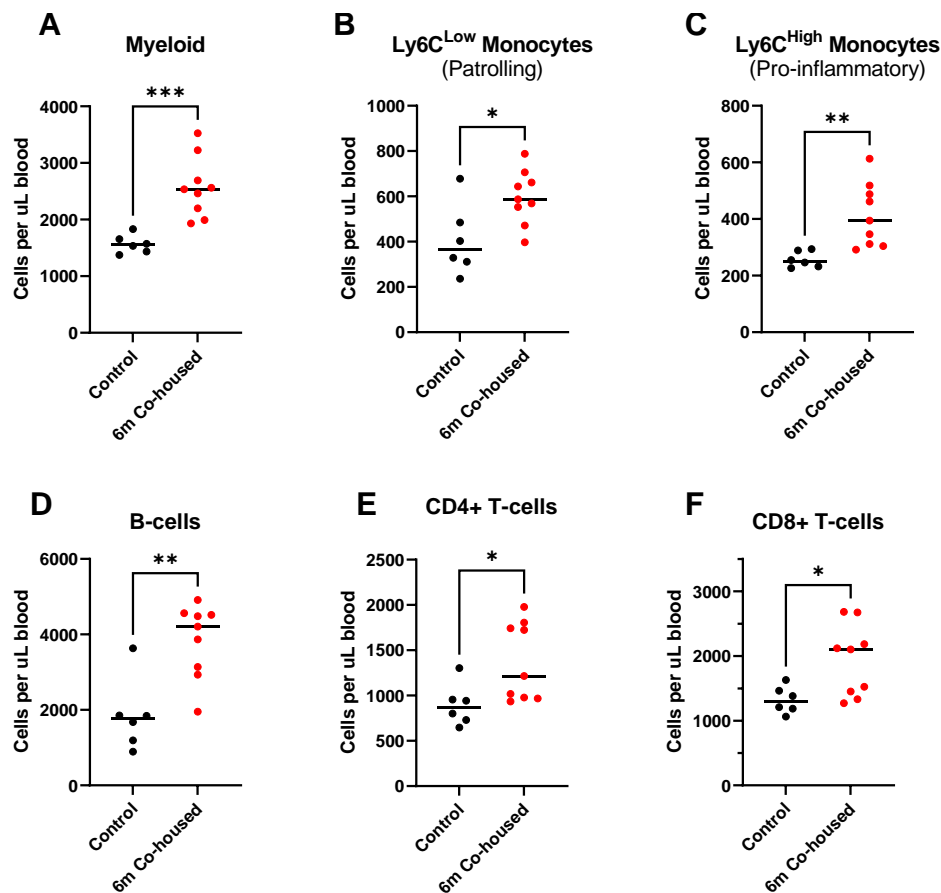 A
Myeloid
***
Cells per uL blood
4000
3000
2000
1000
0
Control
6m Co-housed
B
Ly6CLow Monocytes
(Patrolling)
*
Cells per uL blood
1000
800
600
400
200
0
Control
6m Co-housed
C
Ly6CHigh Monocytes
(Pro-inflammatory)
**
Cells per uL blood
800
600
400
200
0
Control
6m Co-housed
D
B-cells
**
Cells per uL blood
6000
4000
2000
0
Control
6m Co-housed
E
CD4+ T-cells
*
Cells per uL blood
2500
2000
1500
1000
500
0
Control
6m Co-housed
F
CD8+ T-cells
*
Cells per uL blood
3000
2000
1000
0
Control
6m Co-housed